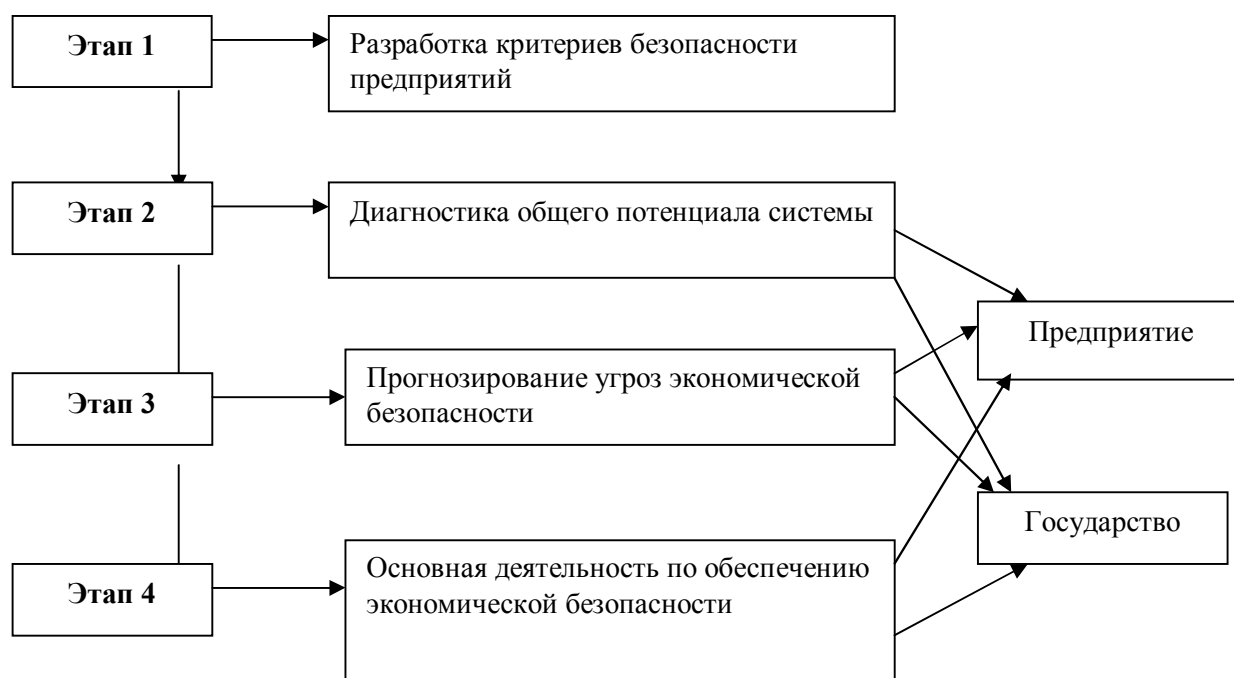 Этап 1
Разработка критериев безопасности
предприятий
Этап 2
Диагностика общего потенциала системы
Предприятие
Этап 3
Прогнозирование угроз экономической
безопасности
Государство
Этап 4
Основная деятельность по обеспечению
экономической безопасности